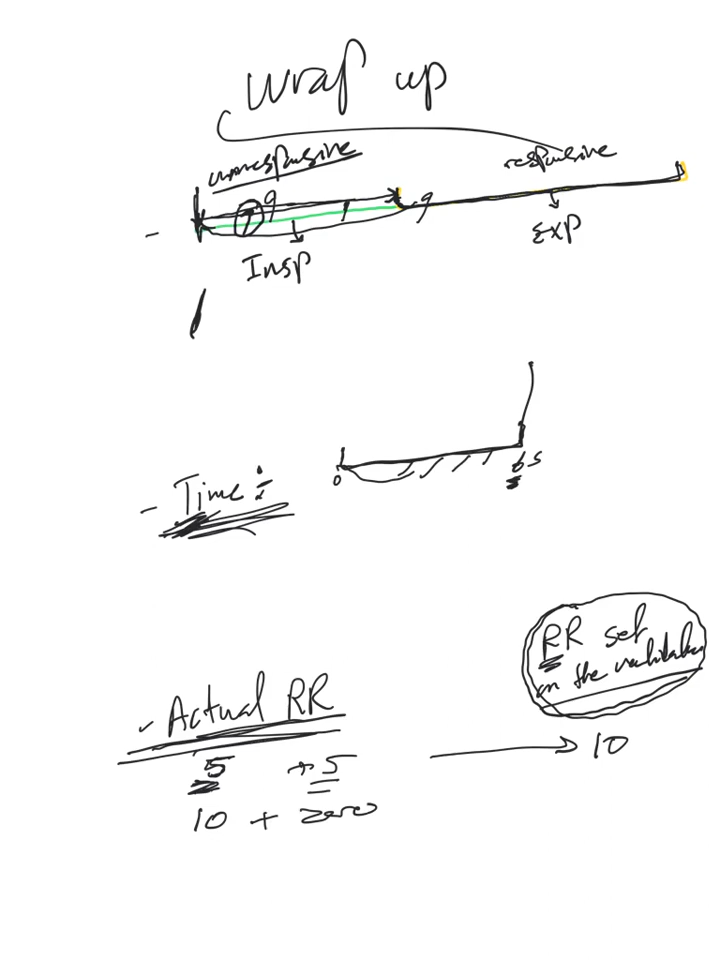 Wrap up
unresponsive responsive
9 9
Insp Exp
- Time:
0 6s
RR set
on the ventilator
- Actual RR
5 + 5 → 10
10 + zero